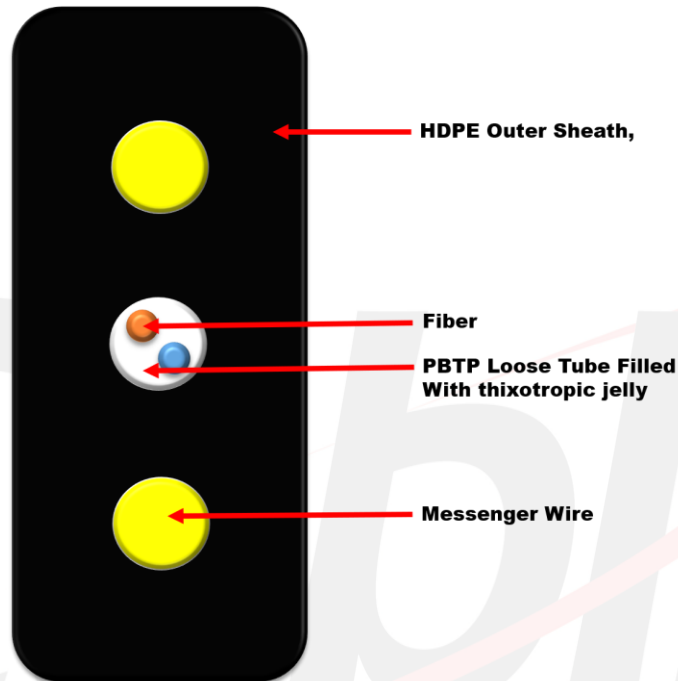 HDPE Outer Sheath,
Fiber
PBTP Loose Tube Filled
With thixotropic jelly
Messenger Wire